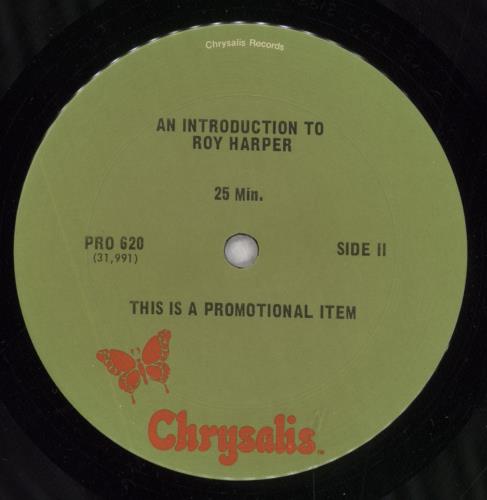 Chrysalis Records
AN INTRODUCTION TO
ROY HARPER
25 Min.
PRO 620 SIDE II
(31,991)
THIS IS A PROMOTIONAL ITEM
Chrysalis™